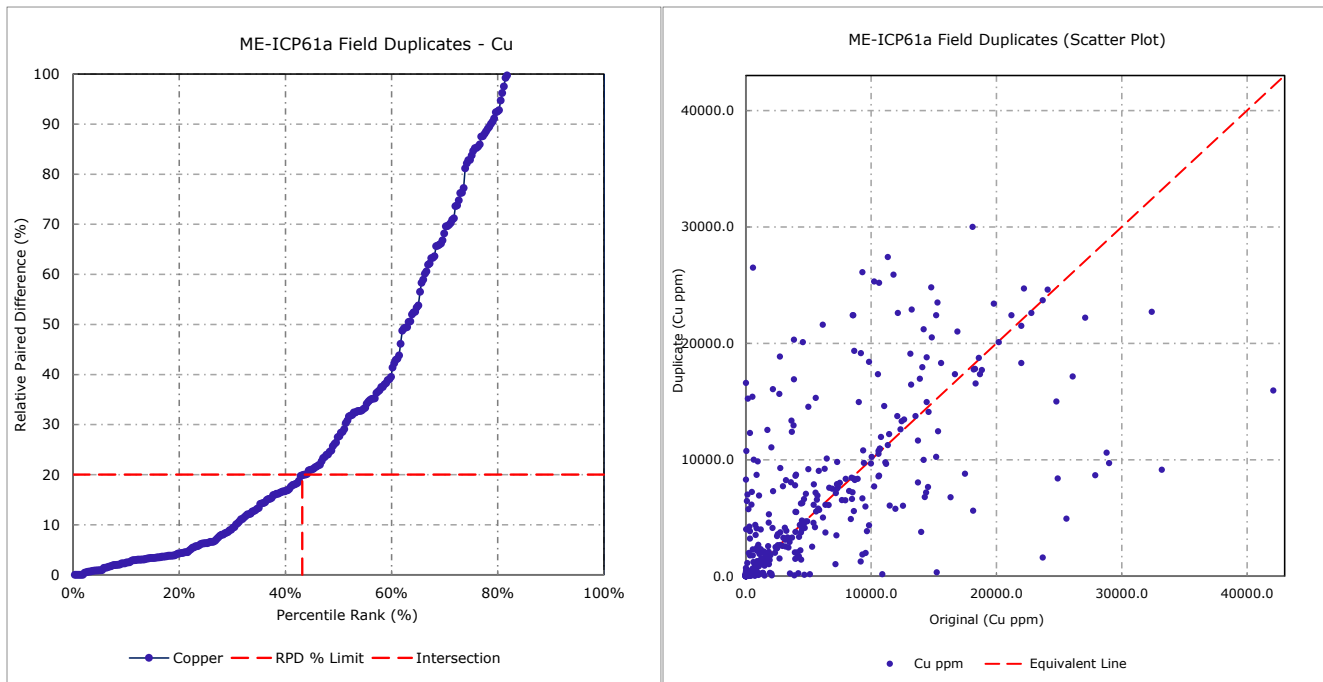 ME-ICP61a Field Duplicates - Cu
Relative Paired Difference (%)
100
90
80
70
60
50
40
30
20
10
0
0%
20%
40%
60%
80%
100%
Percentile Rank (%)
Copper
RPD % Limit
Intersection
ME-ICP61a Field Duplicates (Scatter Plot)
Duplicate (Cu ppm)
40000.0
30000.0
20000.0
10000.0
0.0
0.0
10000.0
20000.0
30000.0
40000.0
Original (Cu ppm)
Cu ppm
Equivalent Line